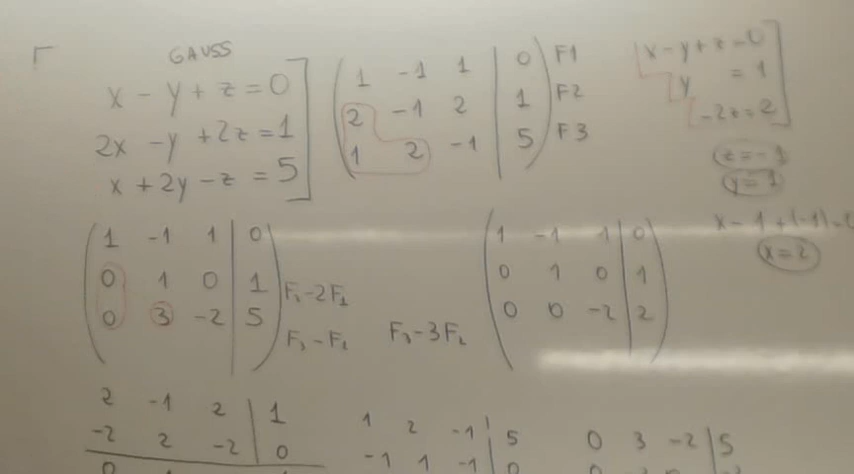 GAUSS
x - y + z = 0
2x - y + 2z = 1
x + 2y - z = 5
1 -1 1 | 0 F1
2 -1 2 | 1 F2
1 2 -1 | 5 F3
x - y + z = 0
y = 1
-2z = 2
z = -1
y = 1
x - 1 + (-1) =
x = 2
1 -1 1 | 0
0 1 0 | 1 F₂ - 2F₁
0 3 -2 | 5 F₃ - F₁
F₃ - 3F₂
1 -1 1 | 0
0 1 0 | 1
0 0 -2 | 2
2 -1 2 | 1
-2 2 -2 | 0
1 2 -1 | 5
-1 1 -1 | 0
0 3 -2 | 5